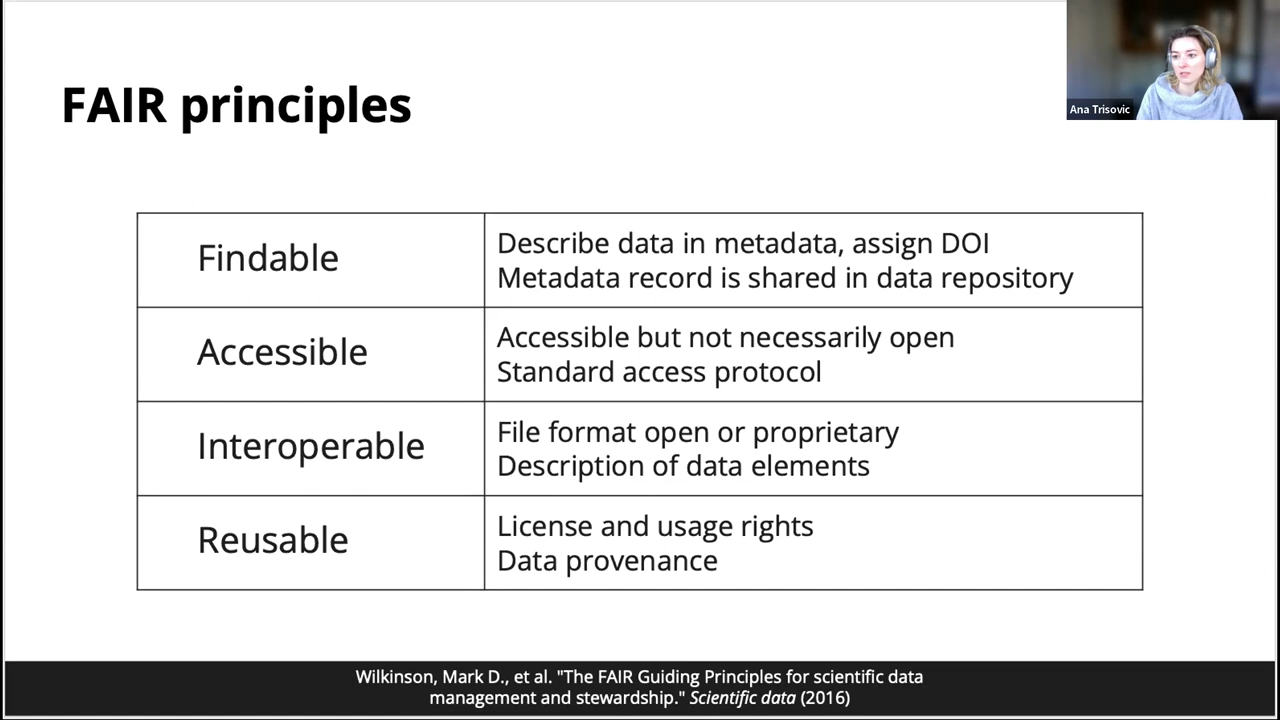 FAIR principles
Ana Trisovic
Findable
Describe data in metadata, assign DOI
Metadata record is shared in data repository
Accessible
Accessible but not necessarily open
Standard access protocol
Interoperable
File format open or proprietary
Description of data elements
Reusable
License and usage rights
Data provenance
Wilkinson, Mark D., et al. "The FAIR Guiding Principles for scientific data
management and stewardship." Scientific data (2016)